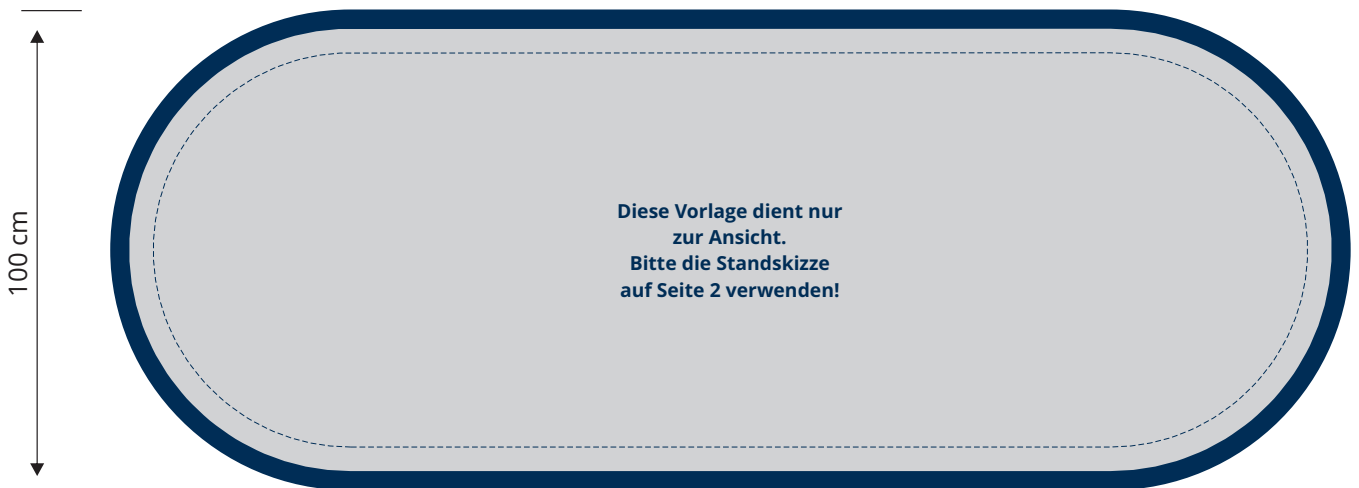 100 cm
Diese Vorlage dient nur
zur Ansicht.
Bitte die Standskizze
auf Seite 2 verwenden!